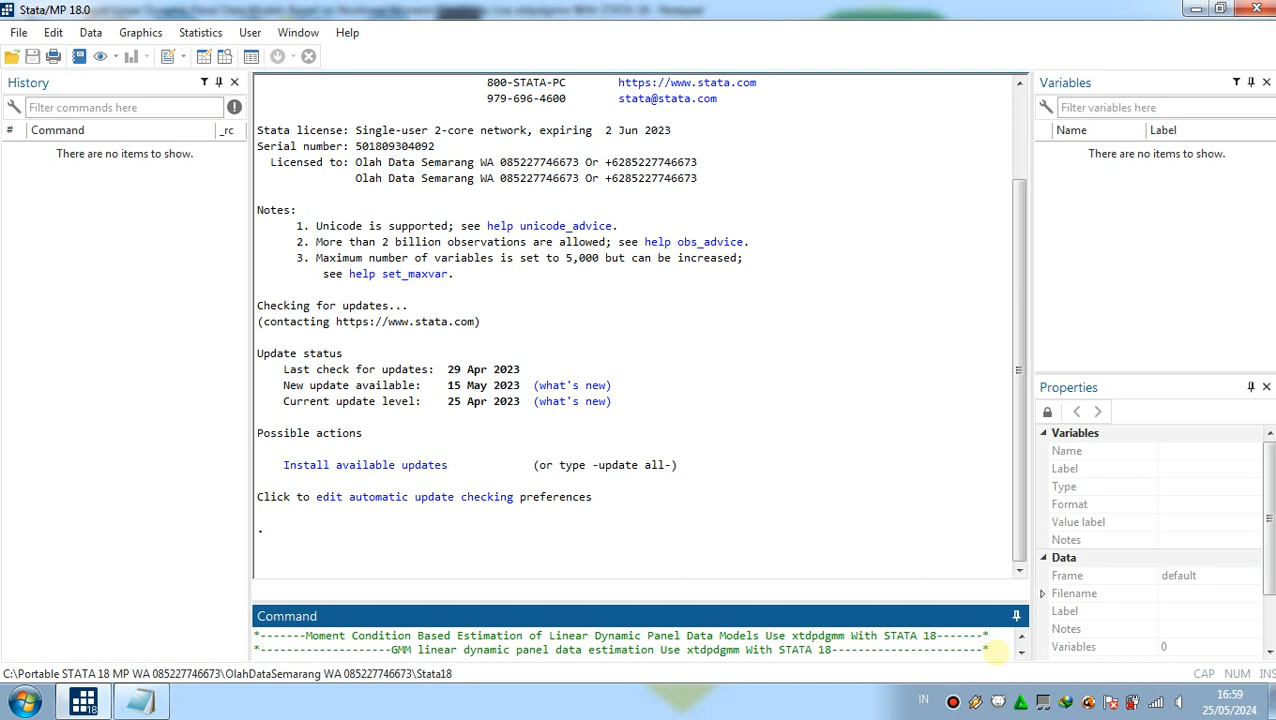 Stata/MP 18.0
File Edit Data Graphics Statistics User Window Help
History
Filter commands here
# Command _rc
There are no items to show.
800-STATA-PC https://www.stata.com
979-696-4600 stata@stata.com
Stata license: Single-user 2-core network, expiring 2 Jun 2023
Serial number: 501809304092
Licensed to: Olah Data Semarang WA 085227746673 Or +6285227746673
Olah Data Semarang WA 085227746673 Or +6285227746673
Notes:
1. Unicode is supported; see help unicode_advice.
2. More than 2 billion observations are allowed; see help obs_advice.
3. Maximum number of variables is set to 5,000 but can be increased;
see help set_maxvar.
Checking for updates...
(contacting https://www.stata.com)
Update status
Last check for updates: 29 Apr 2023
New update available: 15 May 2023 (what's new)
Current update level: 25 Apr 2023 (what's new)
Possible actions
Install available updates (or type -update all-)
Click to edit automatic update checking preferences
.
Command
*-------Moment Condition Based Estimation of Linear Dynamic Panel Data Models Use xtdpdgmm With STATA 18-------*
*--------------------GMM linear dynamic panel data estimation Use xtdpdgmm With STATA 18-----------------------*
Variables
Filter variables here
Name Label
There are no items to show.
Properties
Variables
Name
Label
Type
Format
Value label
Notes
Data
Frame default
Filename
Label
Notes
Variables 0
C:\Portable STATA 18 MP WA 085227746673\OlahDataSemarang WA 085227746673\Stata18
CAP NUM INS
18
IN
16:59
25/05/2024